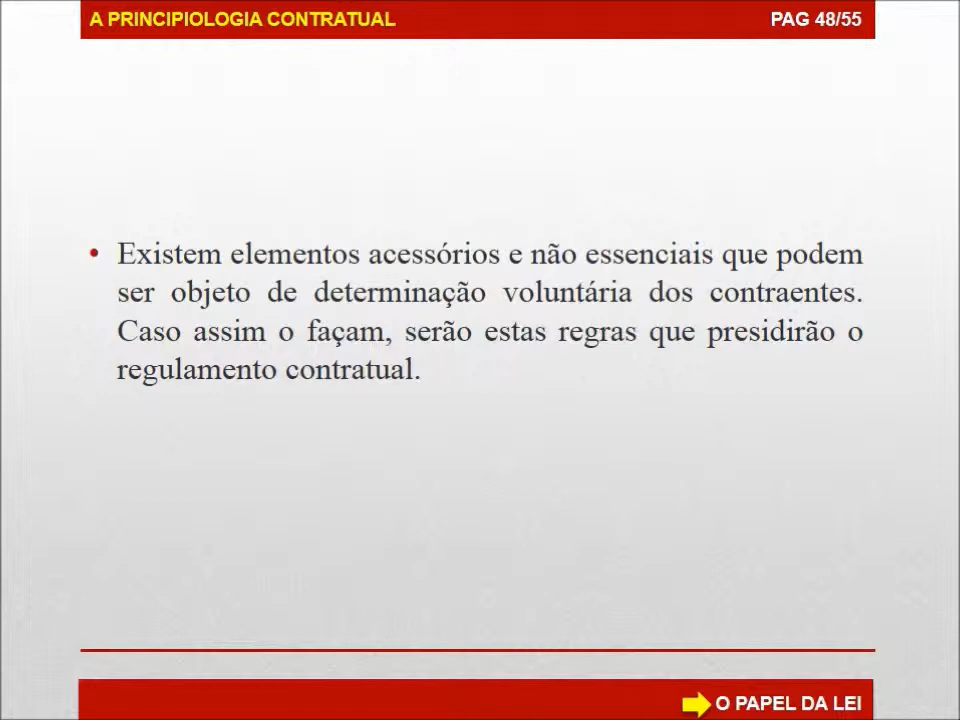 A PRINCIPIOLOGIA CONTRATUAL PAG 48/55
• Existem elementos acessórios e não essenciais que podem
ser objeto de determinação voluntária dos contraentes.
Caso assim o façam, serão estas regras que presidirão o
regulamento contratual.
O PAPEL DA LEI